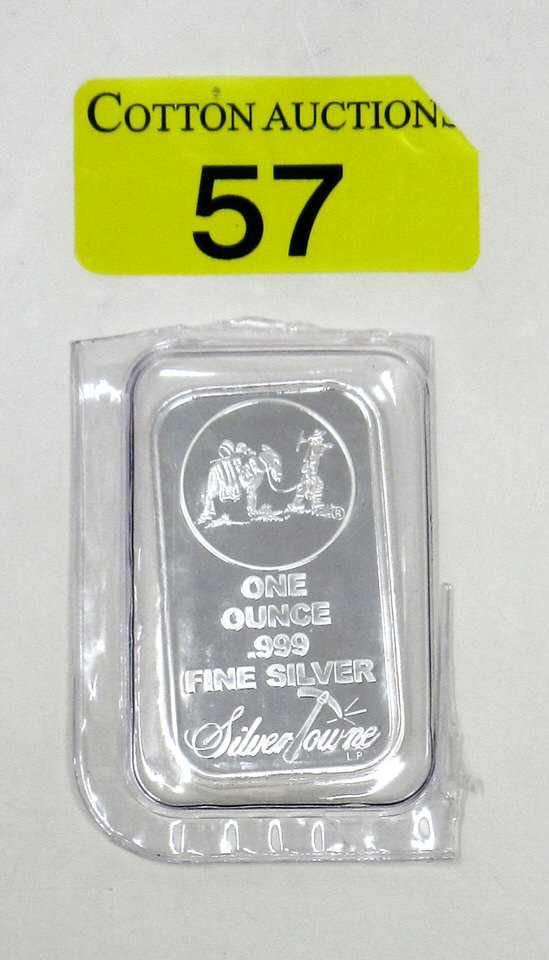 COTTON AUCTIONS
57
®
ONE
OUNCE
.999
FINE SILVER
SilverTowne
L.P.